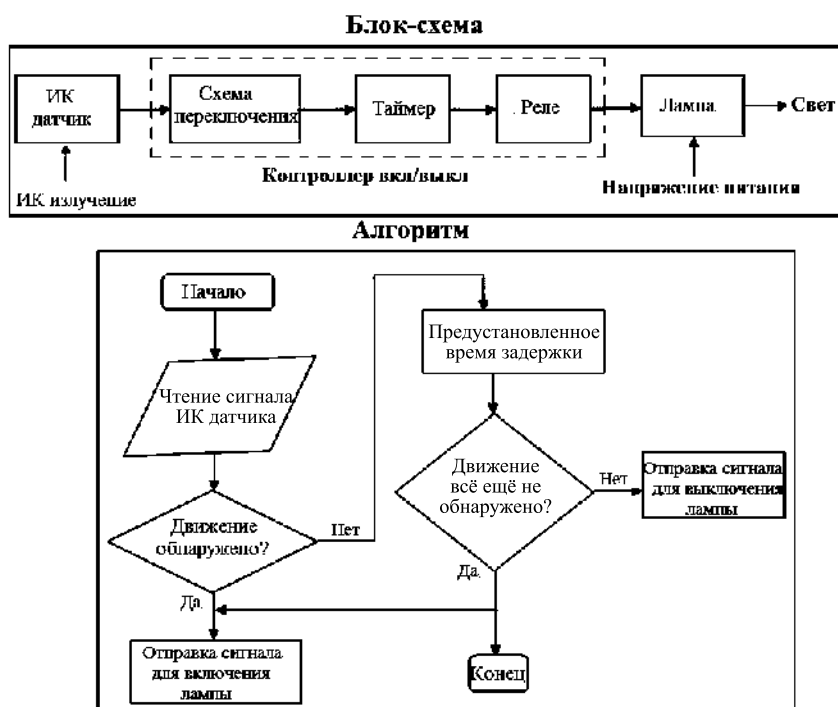 Блок-схема
ИК
датчик
Схема
переключения
Таймер
Реле
Лампа
Свет
Контроллер вкл/выкл
ИК излучение
Напряжение питания
Алгоритм
Начало
Чтение сигнала
ИК датчика
Движение
обнаружено?
Нет
Да
Отправка сигнала
для включения
лампы
Предустановленное
время задержки
Движение
всё ещё не
обнаружено?
Нет
Отправка сигнала
для выключения
лампы
Да
Конец